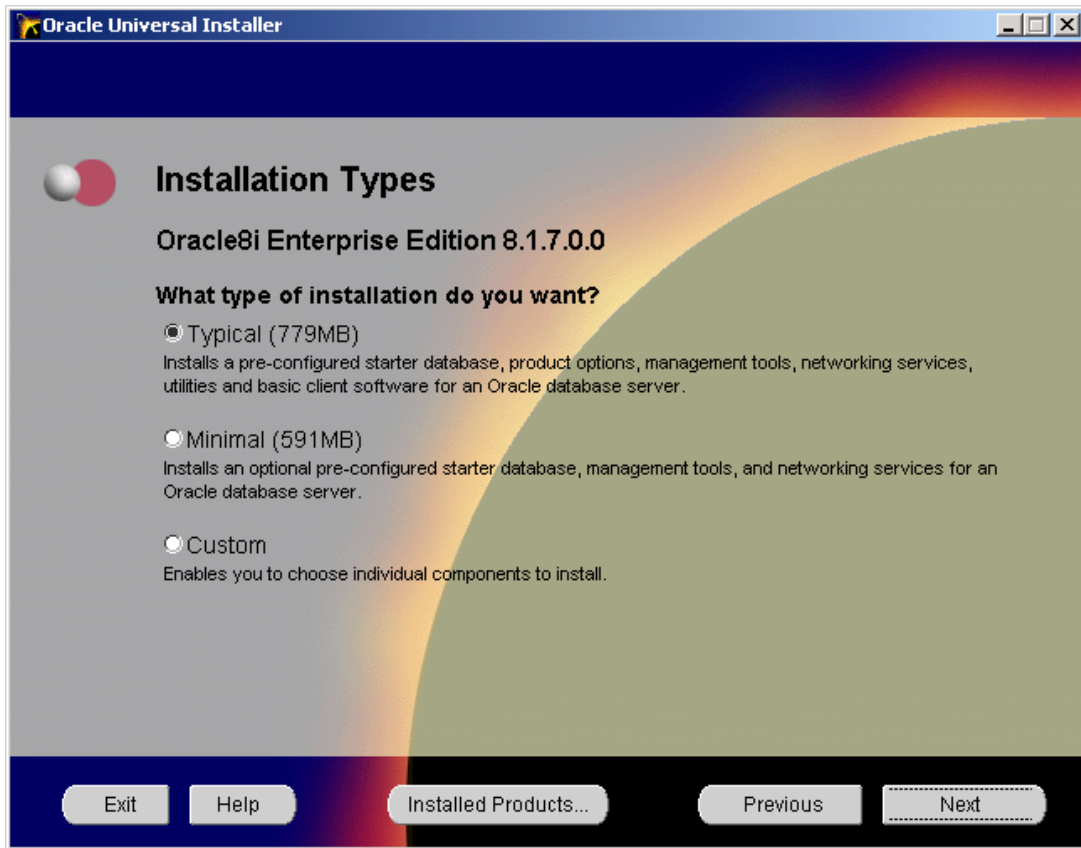 Oracle Universal Installer
Installation Types
Oracle8i Enterprise Edition 8.1.7.0.0
What type of installation do you want?
Typical (779MB)
Installs a pre-configured starter database, product options, management tools, networking services,
utilities and basic client software for an Oracle database server.
Minimal (591MB)
Installs an optional pre-configured starter database, management tools, and networking services for an
Oracle database server.
Custom
Enables you to choose individual components to install.
Exit
Help
Installed Products...
Previous
Next